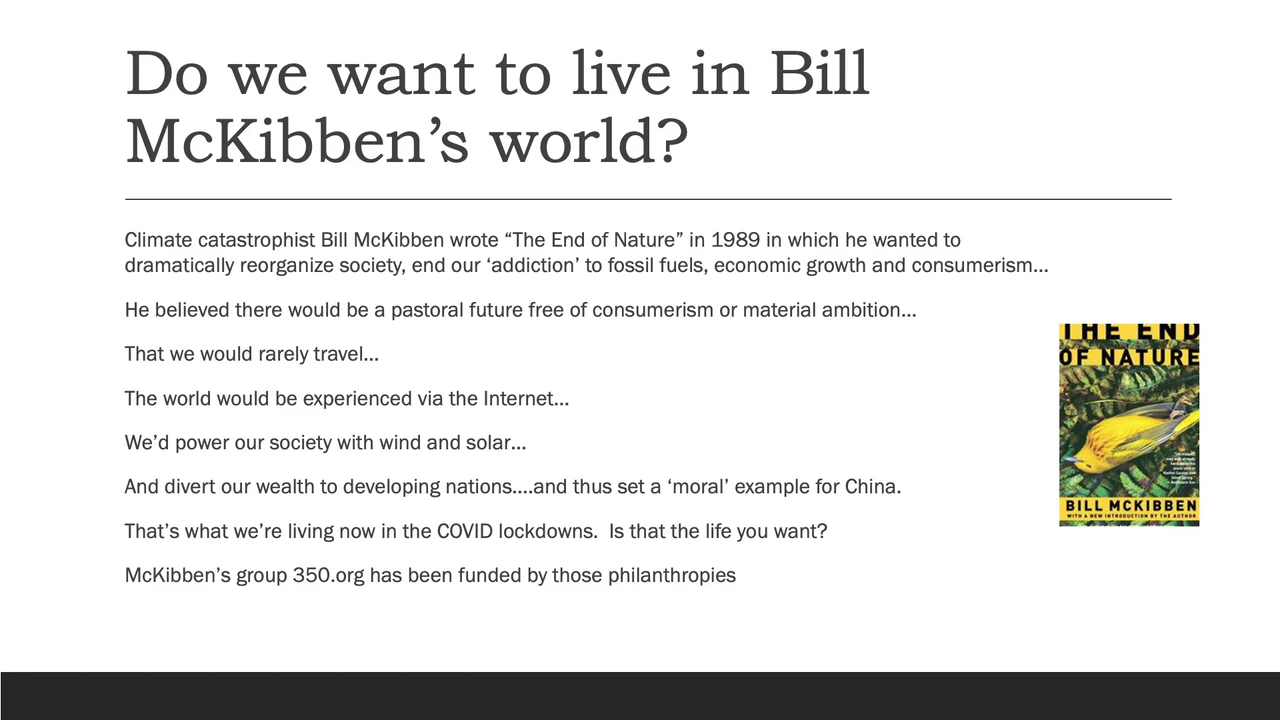 Do we want to live in Bill
McKibben’s world?
Climate catastrophist Bill McKibben wrote “The End of Nature” in 1989 in which he wanted to
dramatically reorganize society, end our ‘addiction’ to fossil fuels, economic growth and consumerism…
He believed there would be a pastoral future free of consumerism or material ambition…
That we would rarely travel…
The world would be experienced via the Internet…
We’d power our society with wind and solar…
And divert our wealth to developing nations….and thus set a ‘moral’ example for China.
That’s what we’re living now in the COVID lockdowns.  Is that the life you want?
McKibben’s group 350.org has been funded by those philanthropies
THE END
OF NATURE
BILL MCKIBBEN
WITH A NEW INTRODUCTION BY THE AUTHOR